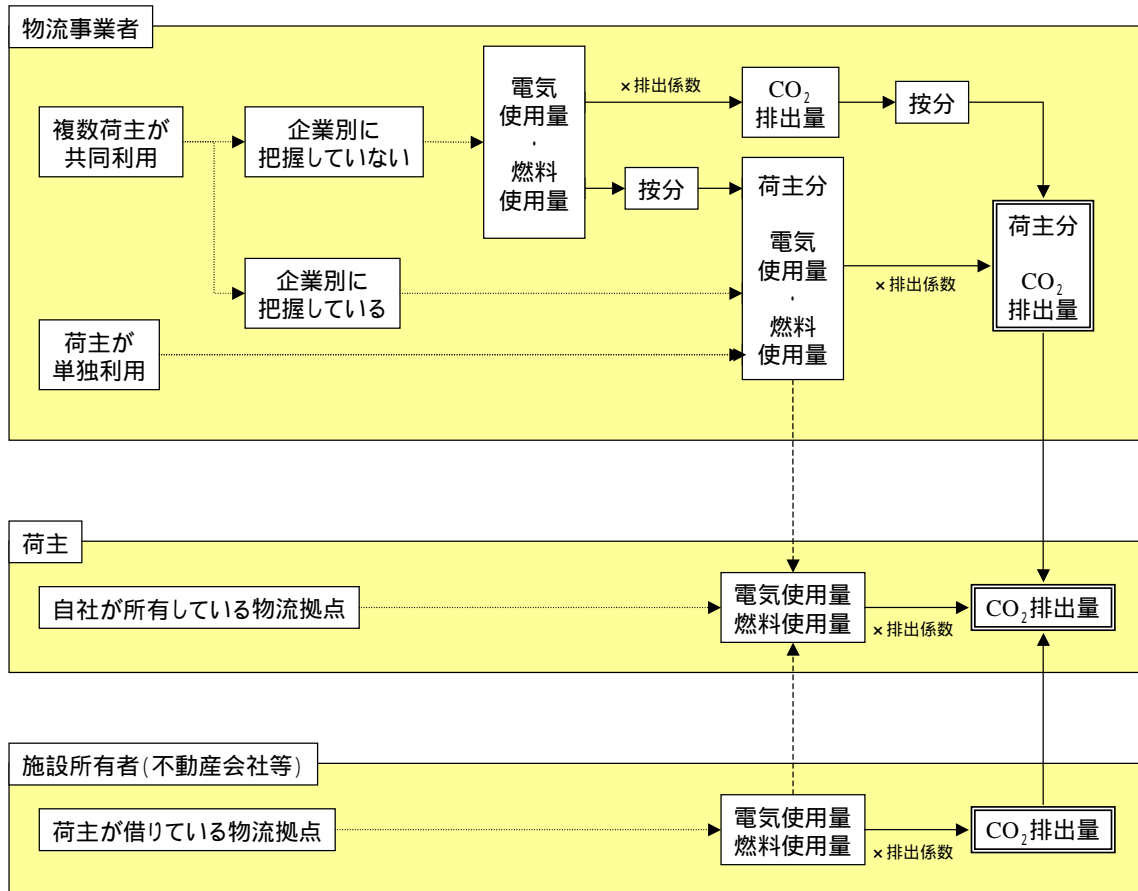 物流事業者
複数荷主が
共同利用
企業別に
把握していない
電気
使用量
・
燃料
使用量
×排出係数
CO₂
排出量
按分
按分
荷主分
電気
使用量
・
燃料
使用量
×排出係数
荷主分
CO₂
排出量
企業別に
把握している
荷主が
単独利用
荷主
自社が所有している物流拠点
電気使用量
燃料使用量
×排出係数
CO₂排出量
施設所有者(不動産会社等)
荷主が借りている物流拠点
電気使用量
燃料使用量
×排出係数
CO₂排出量